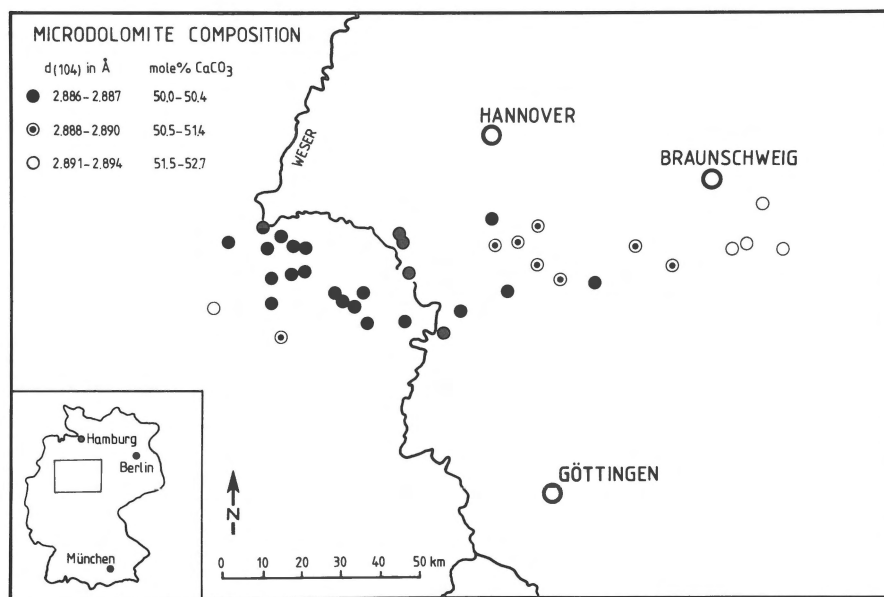 MICRODOLOMITE COMPOSITION
d(104) in Å mole% CaCO3
2.886–2.887 50.0–50.4
2.888–2.890 50.5–51.4
2.891–2.894 51.5–52.7
WESER
HANNOVER
BRAUNSCHWEIG
GÖTTINGEN
Hamburg
Berlin
München
N
0 10 20 30 40 50 km